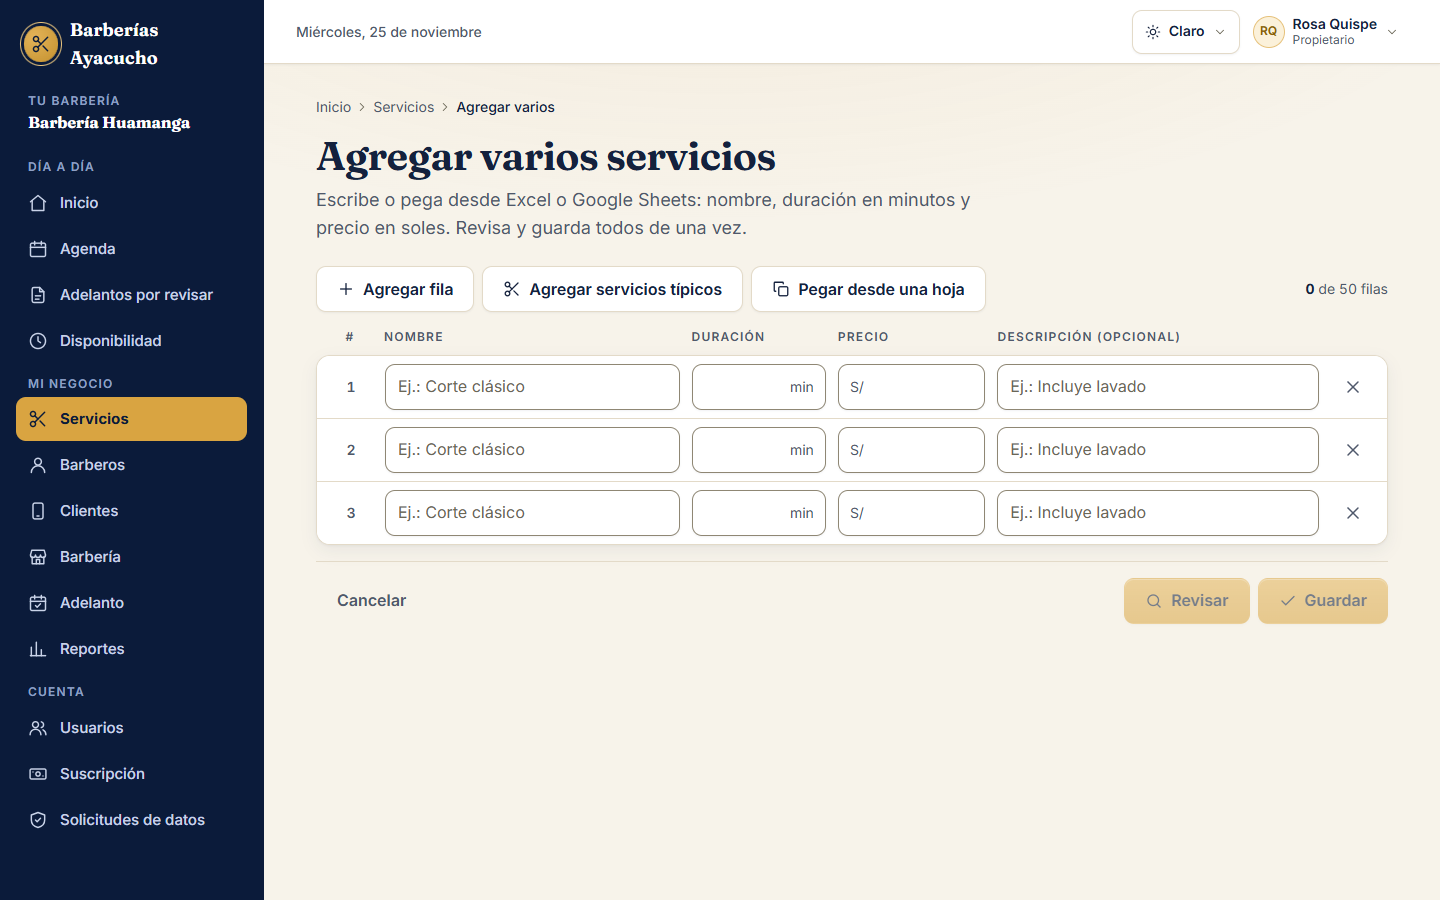 Barberías
Ayacucho
TU BARBERÍA
Barbería Huamanga
DÍA A DÍA
Inicio
Agenda
Adelantos por revisar
Disponibilidad
MI NEGOCIO
Servicios
Barberos
Clientes
Barbería
Adelanto
Reportes
CUENTA
Usuarios
Suscripción
Solicitudes de datos
Miércoles, 25 de noviembre
Claro
RQ
Rosa Quispe
Propietario
Inicio > Servicios > Agregar varios
Agregar varios servicios
Escribe o pega desde Excel o Google Sheets: nombre, duración en minutos y
precio en soles. Revisa y guarda todos de una vez.
Agregar fila
Agregar servicios típicos
Pegar desde una hoja
0 de 50 filas
# NOMBRE DURACIÓN PRECIO DESCRIPCIÓN (OPCIONAL)
1 Ej.: Corte clásico min S/ Ej.: Incluye lavado
2 Ej.: Corte clásico min S/ Ej.: Incluye lavado
3 Ej.: Corte clásico min S/ Ej.: Incluye lavado
Cancelar
Revisar
Guardar